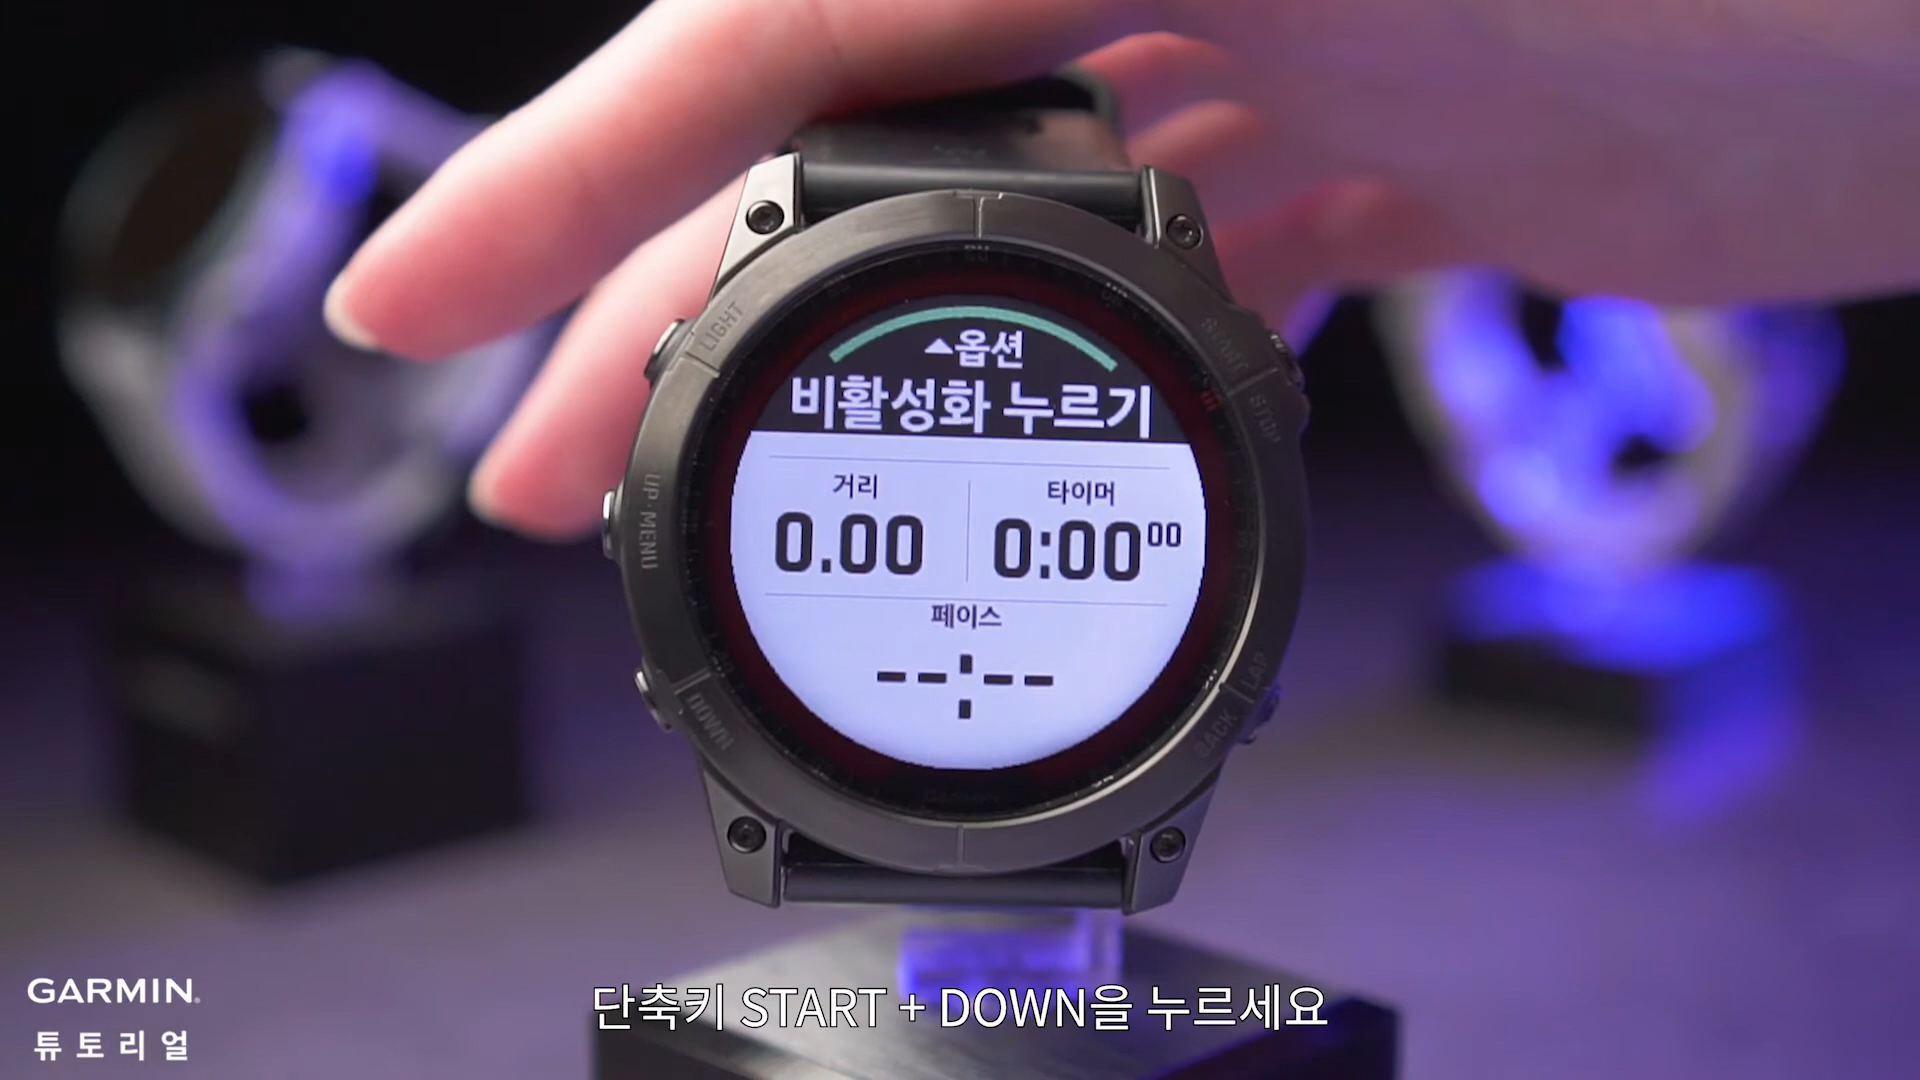 LIGHT
START
STOP
UP·MENU
DOWN
LAP
BACK
▲옵션
비활성화 누르기
거리
타이머
0.00
0:00 00
페이스
--:--
GARMIN
단축키 START + DOWN을 누르세요
튜토리얼